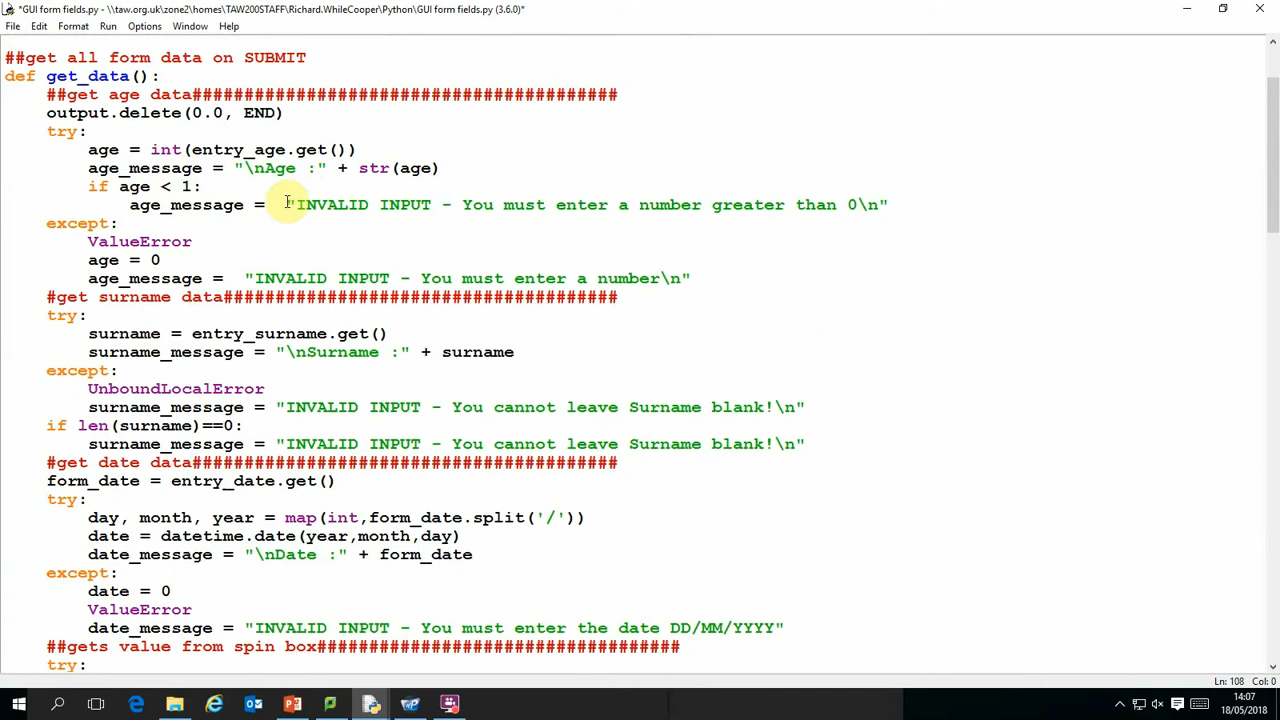 *GUI form fields.py - \\taw.org.uk\zone2\homes\TAW200STAFF\Richard.WhileCooper\Python\GUI form fields.py (3.6.0)*
File Edit Format Run Options Window Help
##get all form data on SUBMIT
def get_data():
    ##get age data#########################################
    output.delete(0.0, END)
    try:
        age = int(entry_age.get())
        age_message = "\nAge :" + str(age)
        if age < 1:
            age_message =  "INVALID INPUT - You must enter a number greater than 0\n"
    except:
        ValueError
        age = 0
        age_message =  "INVALID INPUT - You must enter a number\n"
    #get surname data######################################
    try:
        surname = entry_surname.get()
        surname_message = "\nSurname :" + surname
    except:
        UnboundLocalError
        surname_message = "INVALID INPUT - You cannot leave Surname blank!\n"
    if len(surname)==0:
        surname_message = "INVALID INPUT - You cannot leave Surname blank!\n"
    #get date data#########################################
    form_date = entry_date.get()
    try:
        day, month, year = map(int,form_date.split('/'))
        date = datetime.date(year,month,day)
        date_message = "\nDate :" + form_date
    except:
        date = 0
        ValueError
        date_message = "INVALID INPUT - You must enter the date DD/MM/YYYY"
    ##gets value from spin box###################################
    try:
Ln: 108 Col: 0
14:07
18/05/2018